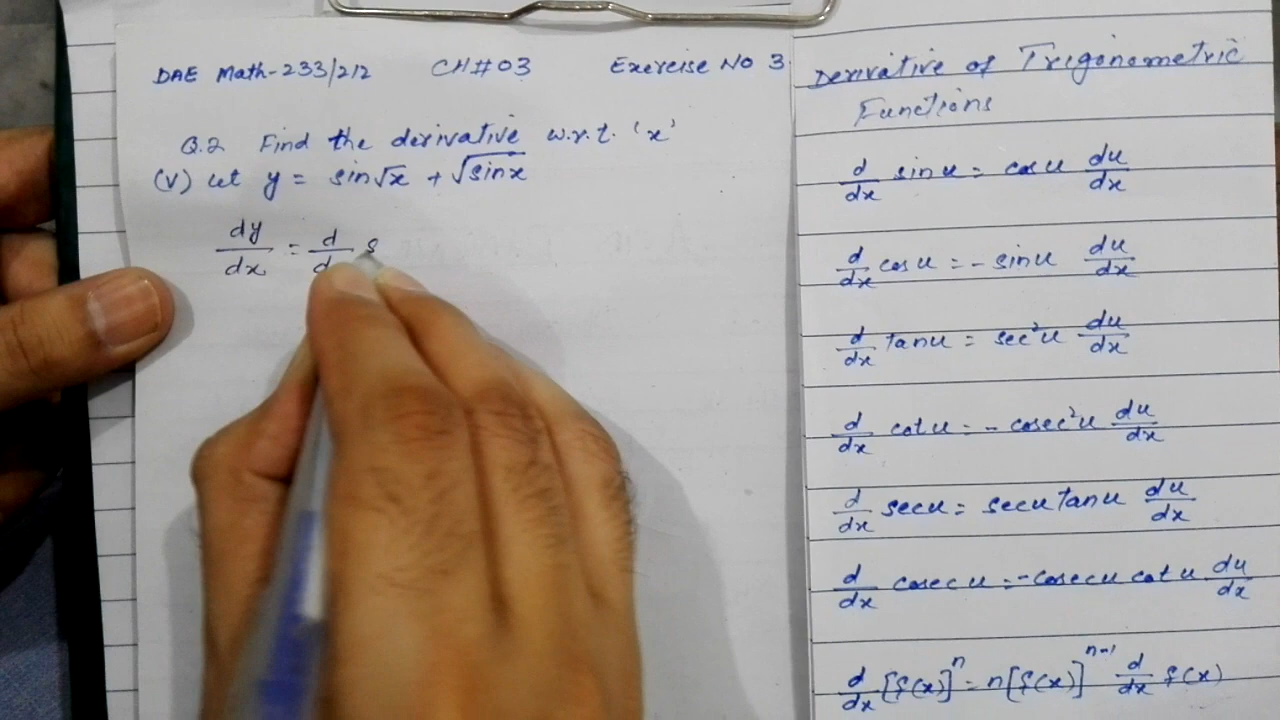 DAE Math-233/212 CH#03 Exercise No 3
Q.2 Find the derivative w.r.t. 'x'
(V) Let y = sin√x + √sinx
dy/dx = d/d s
Derivative of Trigonometric
Functions
d/dx sinu = cosu du/dx
d/dx cosu = - sinu du/dx
d/dx tanu = sec²u du/dx
d/dx cotu = - cosec²u du/dx
d/dx secu = secu tanu du/dx
d/dx cosecu = -cosecu cotu du/dx
d/dx [f(x)]ⁿ = n[f(x)]ⁿ⁻¹ d/dx f(x)